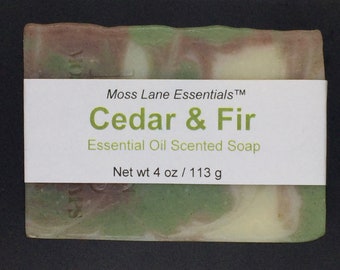 Moss Lane Essentials™
Cedar & Fir
Essential Oil Scented Soap
Net wt 4 oz / 113 g